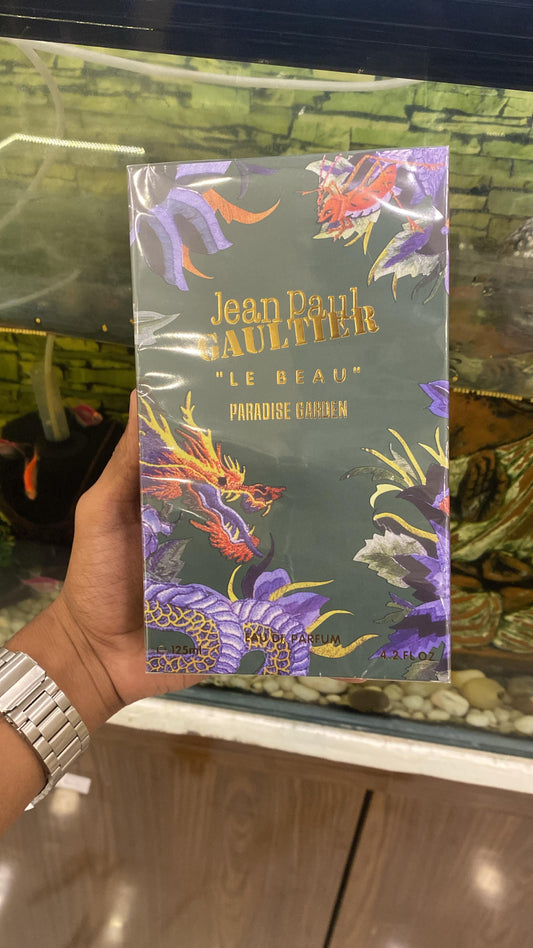 Jean Paul
GAULTIER
"LE BEAU"
PARADISE GARDEN
EAU DE PARFUM
℮ 125ml
4.2 FL OZ